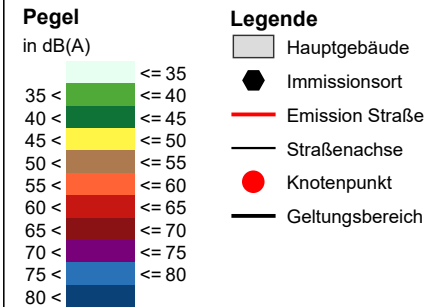 Pegel
in dB(A)
<= 35
35 < <= 40
40 < <= 45
45 < <= 50
50 < <= 55
55 < <= 60
60 < <= 65
65 < <= 70
70 < <= 75
75 < <= 80
80 <
Legende
Hauptgebäude
Immissionsort
Emission Straße
Straßenachse
Knotenpunkt
Geltungsbereich